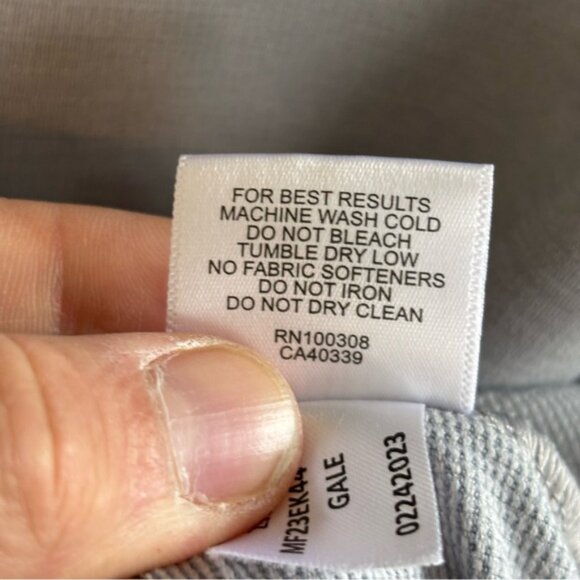 FOR BEST RESULTS
MACHINE WASH COLD
DO NOT BLEACH
TUMBLE DRY LOW
NO FABRIC SOFTENERS
DO NOT IRON
DO NOT DRY CLEAN
RN100308
CA40339
MF23EK44
GALE
02242023